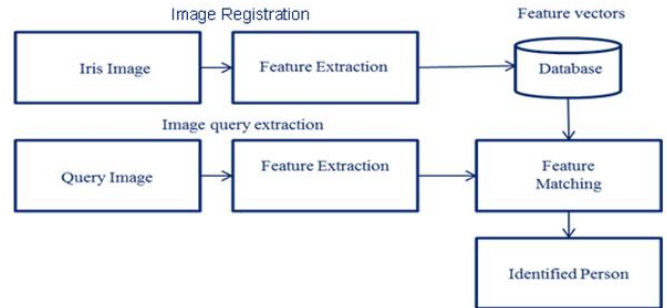 Image Registration
Feature vectors
Iris Image
Feature Extraction
Database
Image query extraction
Query Image
Feature Extraction
Feature
Matching
Identified Person